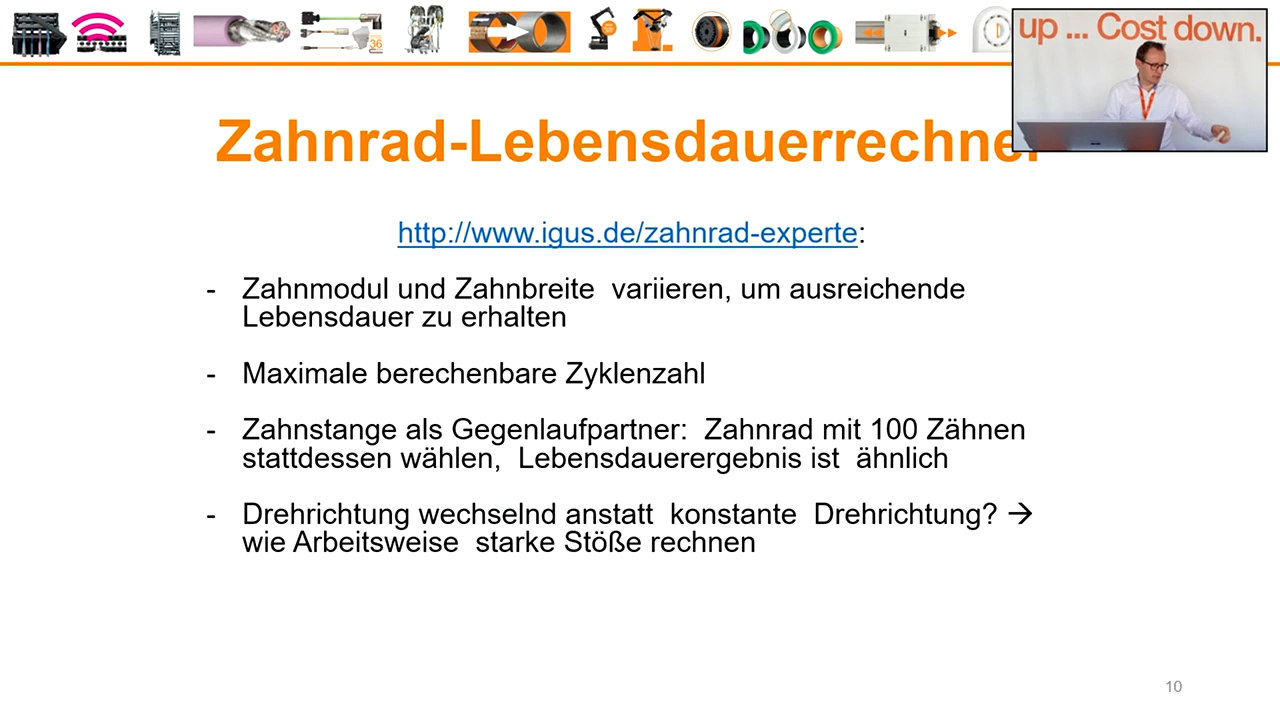 up ... Cost down.
36
Zahnrad-Lebensdauerrechner
http://www.igus.de/zahnrad-experte:
- Zahnmodul und Zahnbreite variieren, um ausreichende
Lebensdauer zu erhalten
- Maximale berechenbare Zyklenzahl
- Zahnstange als Gegenlaufpartner: Zahnrad mit 100 Zähnen
stattdessen wählen, Lebensdauerergebnis ist ähnlich
- Drehrichtung wechselnd anstatt konstante Drehrichtung? →
wie Arbeitsweise starke Stöße rechnen
10